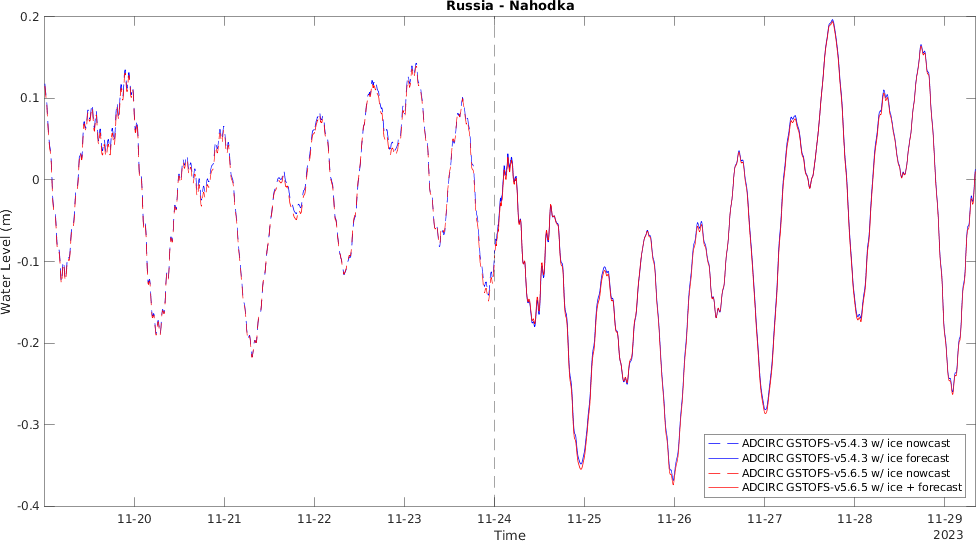 Russia - Nahodka
Water Level (m)
0.2
0.1
0
-0.1
-0.2
-0.3
-0.4
11-20
11-21
11-22
11-23
11-24
11-25
11-26
11-27
11-28
11-29
2023
Time
ADCIRC GSTOFS-v5.4.3 w/ ice nowcast
ADCIRC GSTOFS-v5.4.3 w/ ice forecast
ADCIRC GSTOFS-v5.6.5 w/ ice nowcast
ADCIRC GSTOFS-v5.6.5 w/ ice + forecast